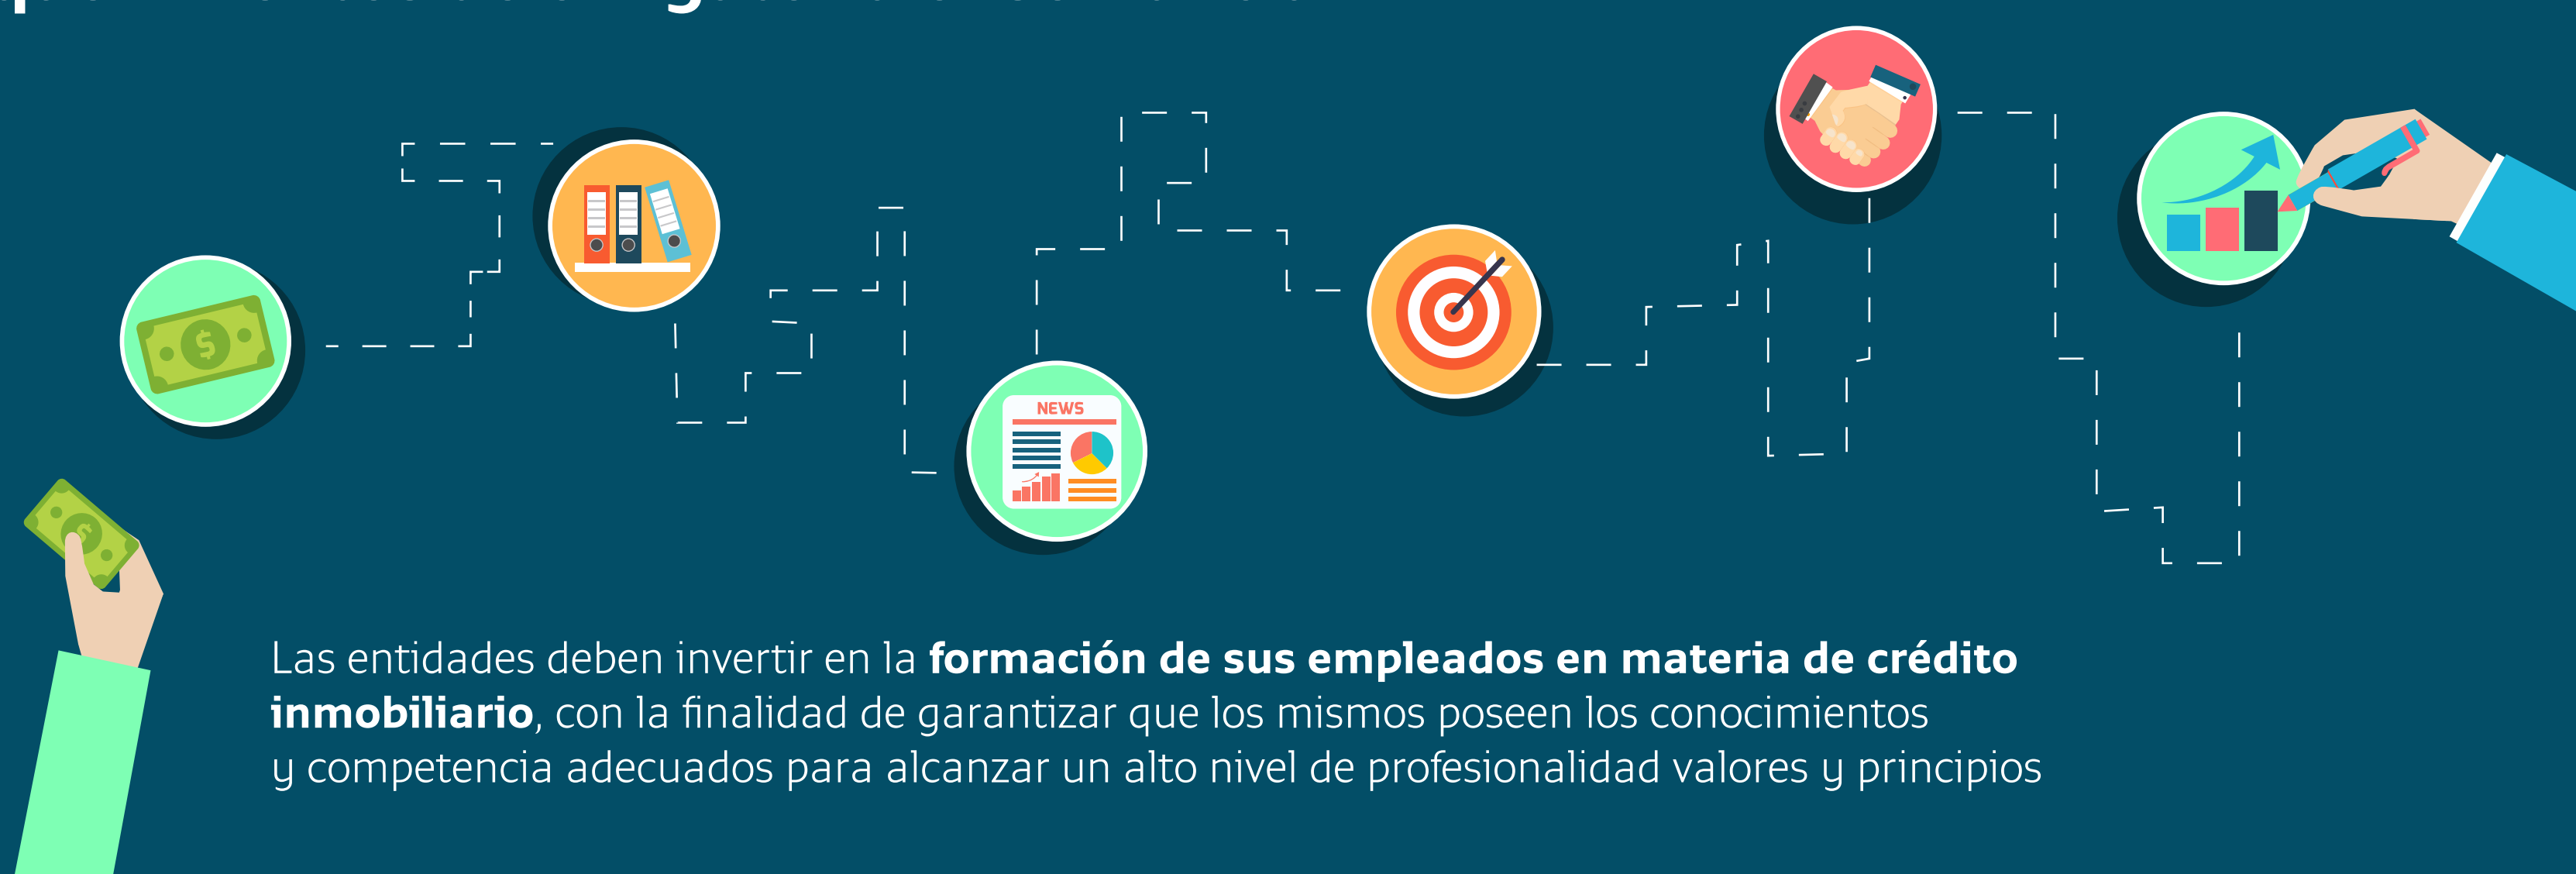 NEWS
Las entidades deben invertir en la formación de sus empleados en materia de crédito
inmobiliario, con la finalidad de garantizar que los mismos poseen los conocimientos
y competencia adecuados para alcanzar un alto nivel de profesionalidad valores y principios